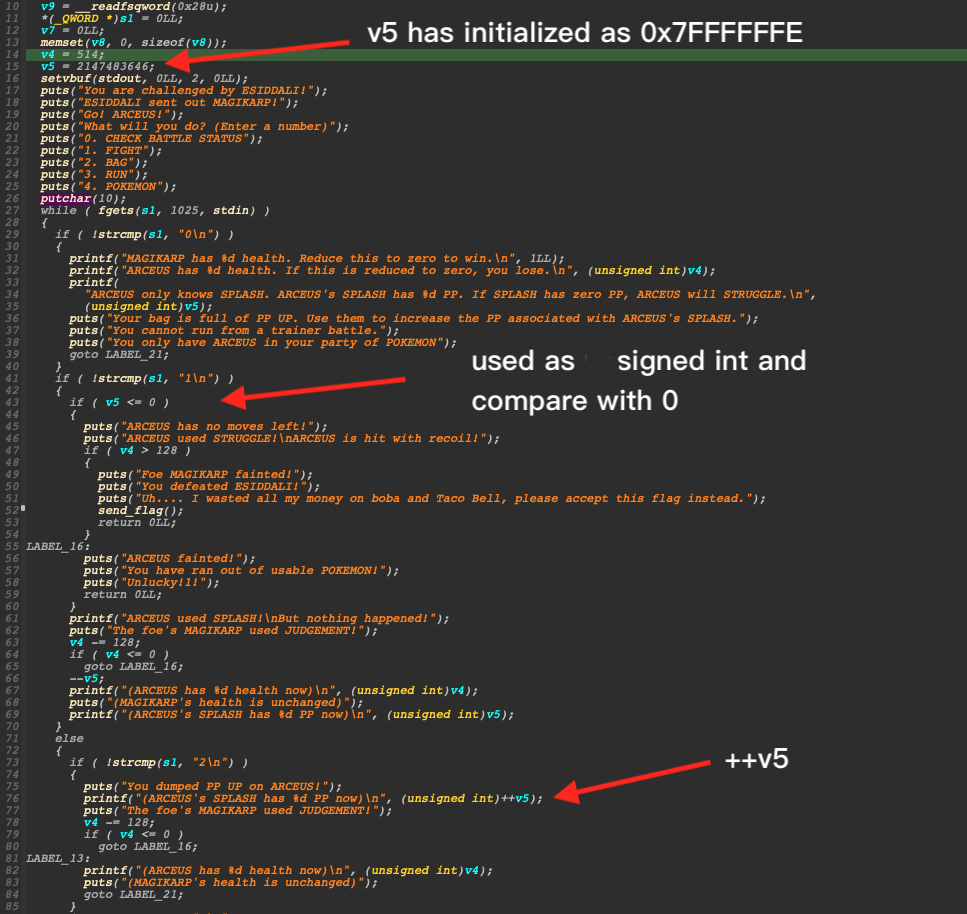 10 v9 = __readfsqword(0x28u);
11 *(_QWORD *)s1 = 0LL;
12 v7 = 0LL;
13 memset(v8, 0, sizeof(v8));
v5 has initialized as 0x7FFFFFFE
14 v4 = 514;
15 v5 = 2147483646;
16 setvbuf(stdout, 0LL, 2, 0LL);
17 puts("You are challenged by ESIDDALI!");
18 puts("ESIDDALI sent out MAGIKARP!");
19 puts("Go! ARCEUS!");
20 puts("What will you do? (Enter a number)");
21 puts("0. CHECK BATTLE STATUS");
22 puts("1. FIGHT");
23 puts("2. BAG");
24 puts("3. RUN");
25 puts("4. POKEMON");
26 putchar(10);
27 while ( fgets(s1, 1025, stdin) )
28 {
29 if ( !strcmp(s1, "0\n") )
30 {
31 printf("MAGIKARP has %d health. Reduce this to zero to win.\n", 1LL);
32 printf("ARCEUS has %d health. If this is reduced to zero, you lose.\n", (unsigned int)v4);
33 printf(
34 "ARCEUS only knows SPLASH. ARCEUS's SPLASH has %d PP. If SPLASH has zero PP, ARCEUS will STRUGGLE.\n",
35 (unsigned int)v5);
36 puts("Your bag is full of PP UP. Use them to increase the PP associated with ARCEUS's SPLASH.");
37 puts("You cannot run from a trainer battle.");
38 puts("You only have ARCEUS in your party of POKEMON");
39 goto LABEL_21;
40 }
41 if ( !strcmp(s1, "1\n") )
used as signed int and
compare with 0
42 {
43 if ( v5 <= 0 )
44 {
45 puts("ARCEUS has no moves left!");
46 puts("ARCEUS used STRUGGLE!\nARCEUS is hit with recoil!");
47 if ( v4 > 128 )
48 {
49 puts("Foe MAGIKARP fainted!");
50 puts("You defeated ESIDDALI!");
51 puts("Uh.... I wasted all my money on boba and Taco Bell, please accept this flag instead.");
52 send_flag();
53 return 0LL;
54 }
55 LABEL_16:
56 puts("ARCEUS fainted!");
57 puts("You have ran out of usable POKEMON!");
58 puts("Unlucky!1!");
59 return 0LL;
60 }
61 printf("ARCEUS used SPLASH!\nBut nothing happened!");
62 puts("The foe's MAGIKARP used JUDGEMENT!");
63 v4 -= 128;
64 if ( v4 <= 0 )
65 goto LABEL_16;
66 --v5;
67 printf("(ARCEUS has %d health now)\n", (unsigned int)v4);
68 puts("(MAGIKARP's health is unchanged)");
69 printf("(ARCEUS's SPLASH has %d PP now)\n", (unsigned int)v5);
70 }
71 else
72 {
73 if ( !strcmp(s1, "2\n") )
++v5
74 {
75 puts("You dumped PP UP on ARCEUS!");
76 printf("(ARCEUS's SPLASH has %d PP now)\n", (unsigned int)++v5);
77 puts("The foe's MAGIKARP used JUDGEMENT!");
78 v4 -= 128;
79 if ( v4 <= 0 )
80 goto LABEL_16;
81 LABEL_13:
82 printf("(ARCEUS has %d health now)\n", (unsigned int)v4);
83 puts("(MAGIKARP's health is unchanged)");
84 goto LABEL_21;
85 }